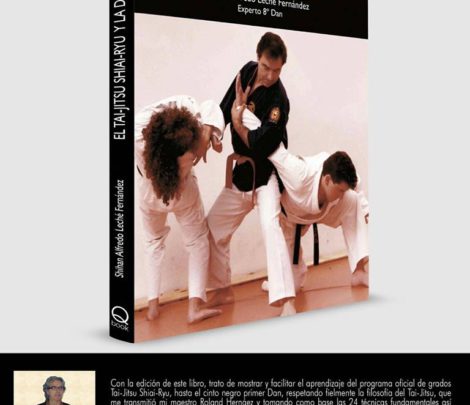 Leché Fernández
Experto 8º Dan
EL TAI-JITSU SHIAI-RYU Y LA D
Shihan Alfredo Leché Fernández
Q
book
Con la edición de este libro, trato de mostrar y facilitar el aprendizaje del programa oficial de grados
Tai-Jitsu Shiai-Ryu, hasta el cinto negro primer Dan, respetando fielmente la filosofía del Tai-Jitsu, que
me transmitió mi maestro Roland Hernáez y tomando como base las 24 técnicas fundamentales así